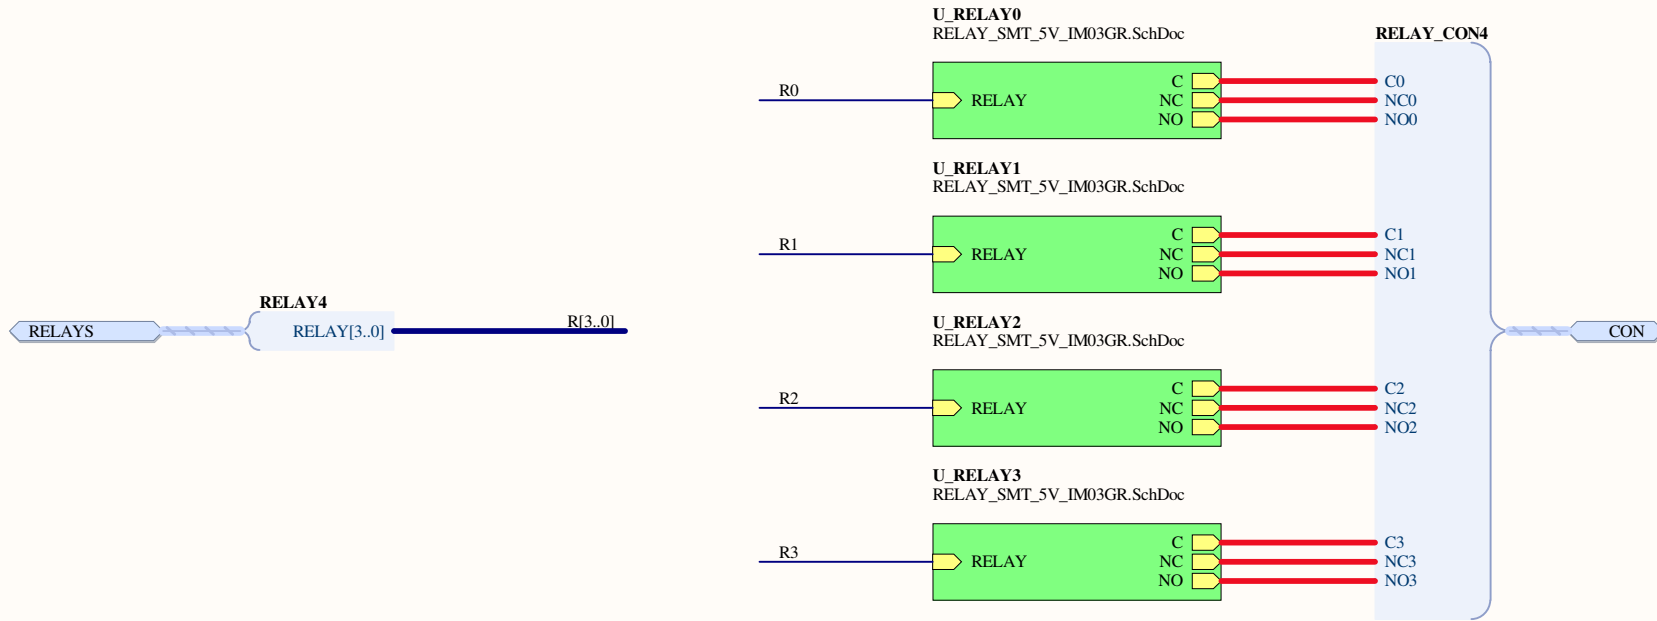 RELAYS
RELAY4
RELAY[3..0]
R[3..0]
U_RELAY0
RELAY_SMT_5V_IM03GR.SchDoc
R0
RELAY
C
NC
NO
U_RELAY1
RELAY_SMT_5V_IM03GR.SchDoc
R1
RELAY
C
NC
NO
U_RELAY2
RELAY_SMT_5V_IM03GR.SchDoc
R2
RELAY
C
NC
NO
U_RELAY3
RELAY_SMT_5V_IM03GR.SchDoc
R3
RELAY
C
NC
NO
RELAY_CON4
C0
NC0
NO0
C1
NC1
NO1
C2
NC2
NO2
C3
NC3
NO3
CON